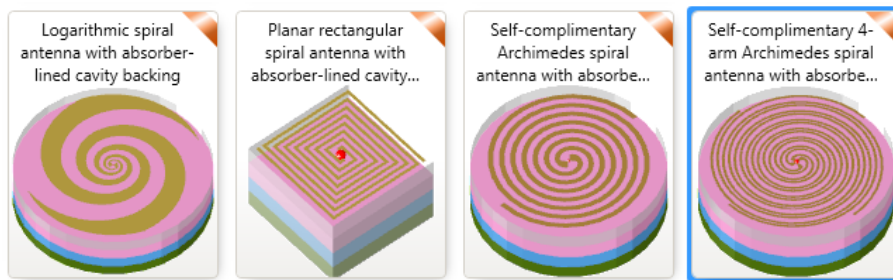 Logarithmic spiral
antenna with absorber-
lined cavity backing
Planar rectangular
spiral antenna with
absorber-lined cavity...
Self-complimentary
Archimedes spiral
antenna with absorbe...
Self-complimentary 4-
arm Archimedes spiral
antenna with absorbe...